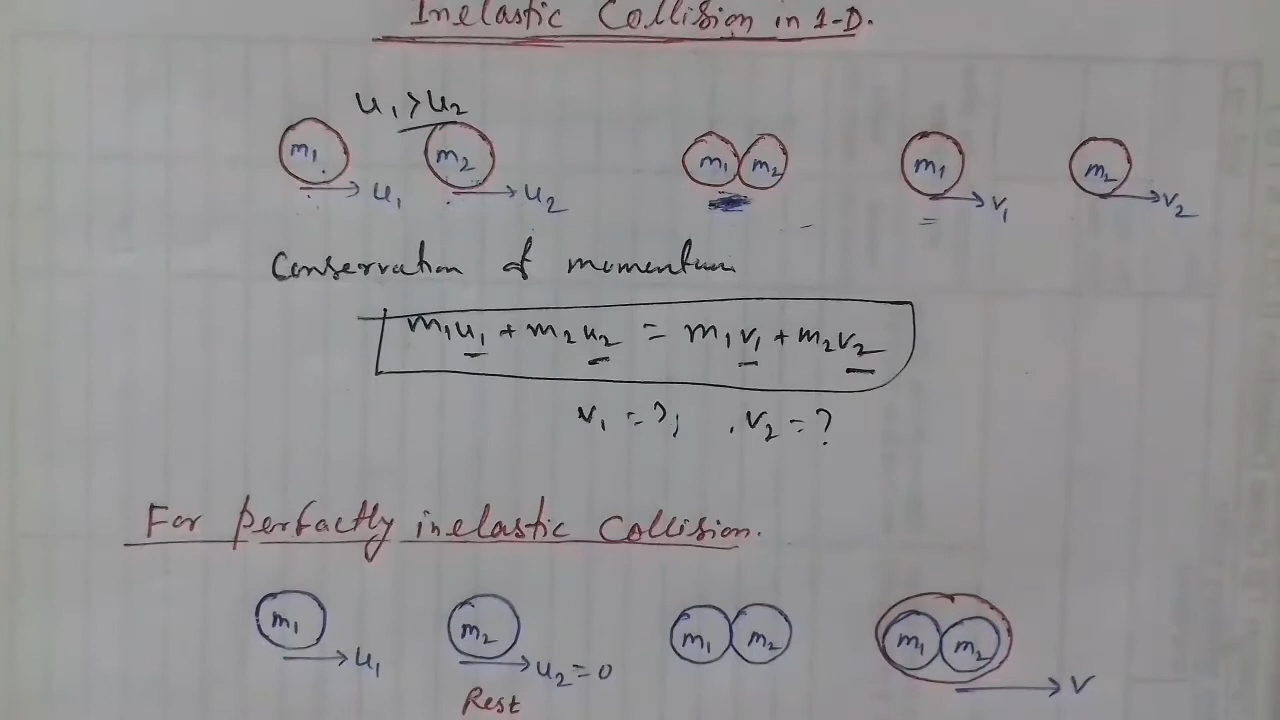 Inelastic Collision in 1-D.
u₁ > u₂
m₁ m₂ m₁ m₂ m₁ m₂
u₁ u₂ v₁ v₂
Conservation of momentum
m₁u₁ + m₂u₂ = m₁v₁ + m₂v₂
v₁ = ?; , v₂ = ?
For perfactly inelastic Collision.
m₁ m₂ m₁ m₂ m₁ m₂
u₁ u₂=0 v
Rest